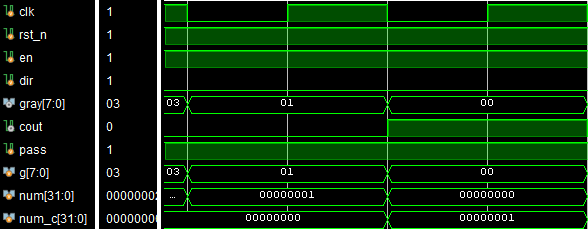 clk 1
rst_n 1
en 1
dir 1
gray[7:0] 03 03 01 00
cout 0
pass 1
g[7:0] 03 03 01 00
num[31:0] 00000002 ... 00000001 00000000
num_c[31:0] 0000000 00000000 00000001